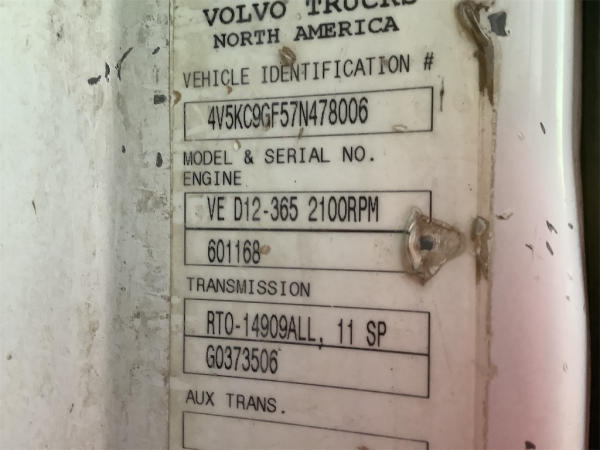 VOLVO TRUCKS
NORTH AMERICA
VEHICLE IDENTIFICATION #
4V5KC9GF57N478006
MODEL & SERIAL NO.
ENGINE
VE D12-365 2100RPM
601168
TRANSMISSION
RTO-14909ALL, 11 SP
G0373506
AUX TRANS.